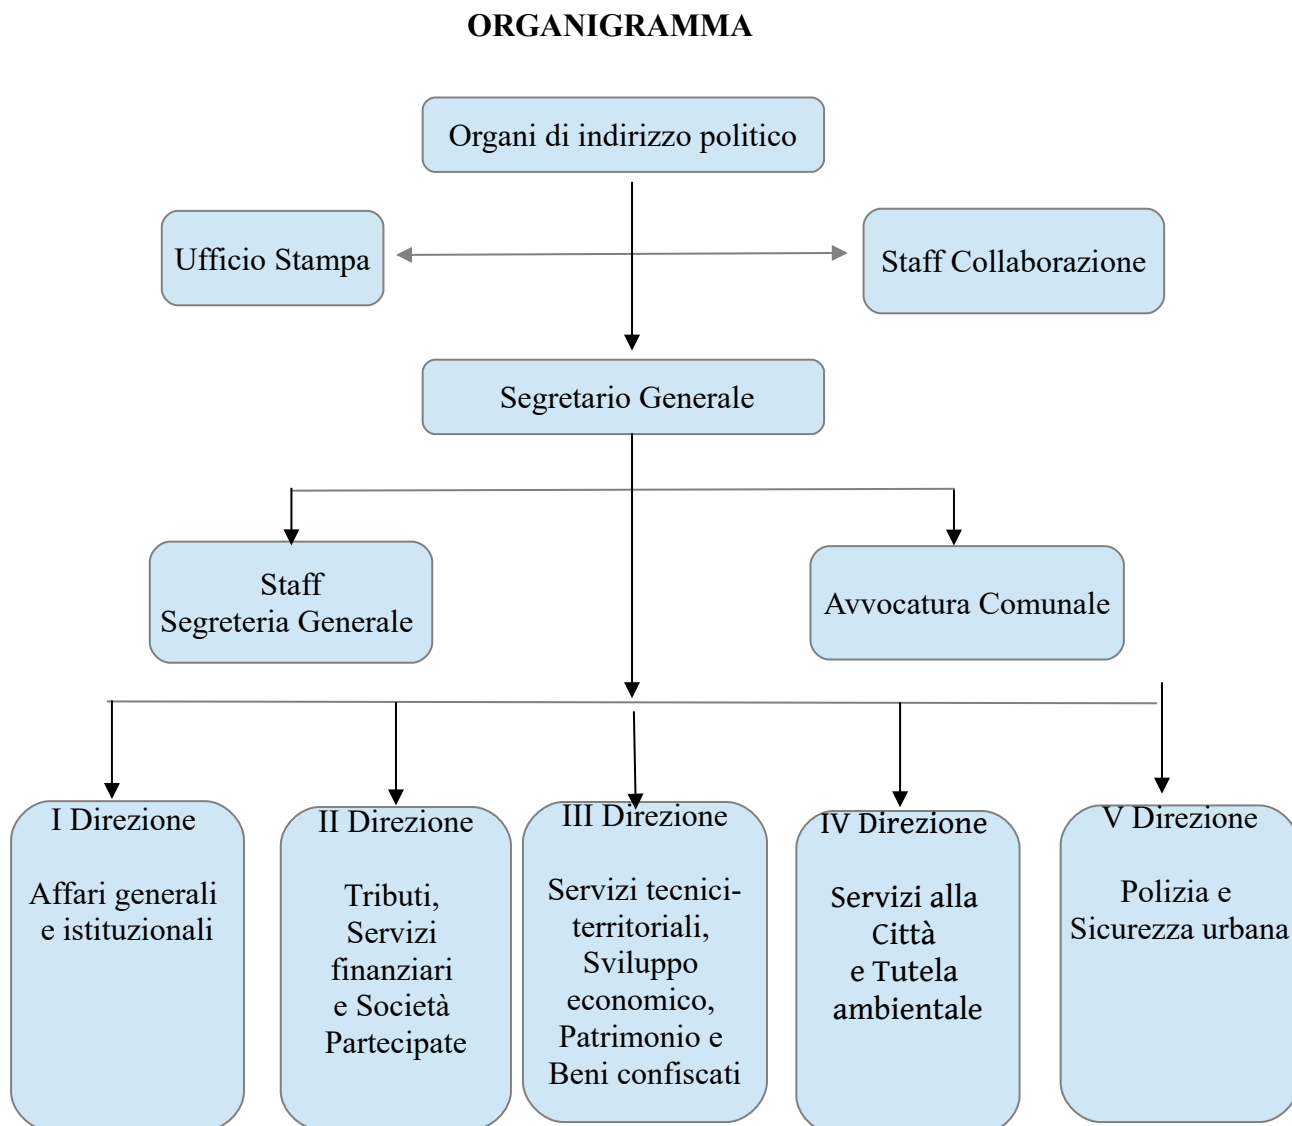 ORGANIGRAMMA
Organi di indirizzo politico
Ufficio Stampa
Staff Collaborazione
Segretario Generale
Staff
Segreteria Generale
Avvocatura Comunale
I Direzione
Affari generali
e istituzionali
II Direzione
Tributi,
Servizi
finanziari
e Società
Partecipate
III Direzione
Servizi tecnici-
territoriali,
Sviluppo
economico,
Patrimonio e
Beni confiscati
IV Direzione
Servizi alla
Città
e Tutela
ambientale
V Direzione
Polizia e
Sicurezza urbana